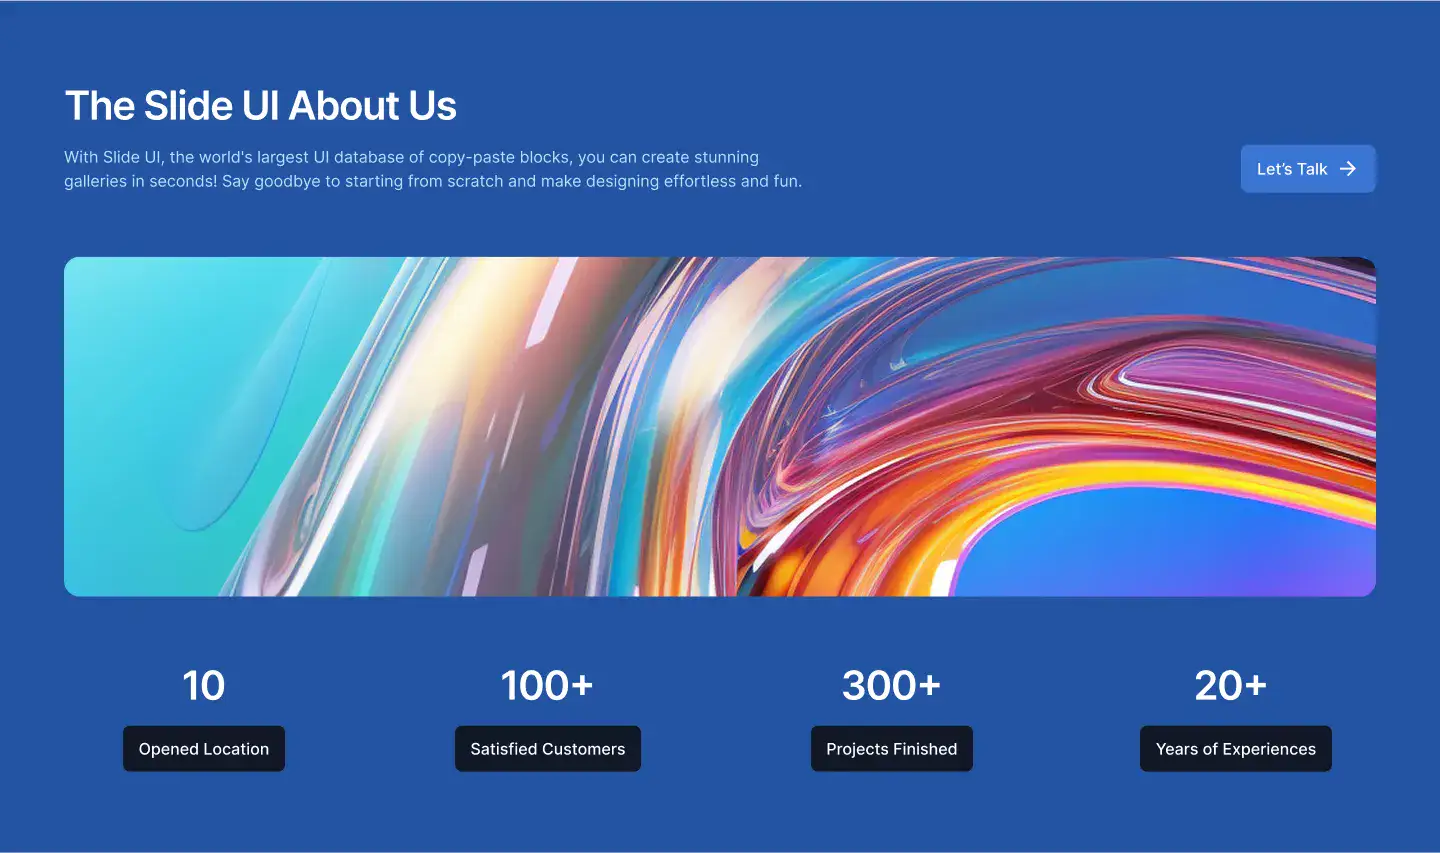 The Slide UI About Us
With Slide UI, the world's largest UI database of copy-paste blocks, you can create stunning
galleries in seconds! Say goodbye to starting from scratch and make designing effortless and fun.
Let’s Talk
10
100+
300+
20+
Opened Location
Satisfied Customers
Projects Finished
Years of Experiences